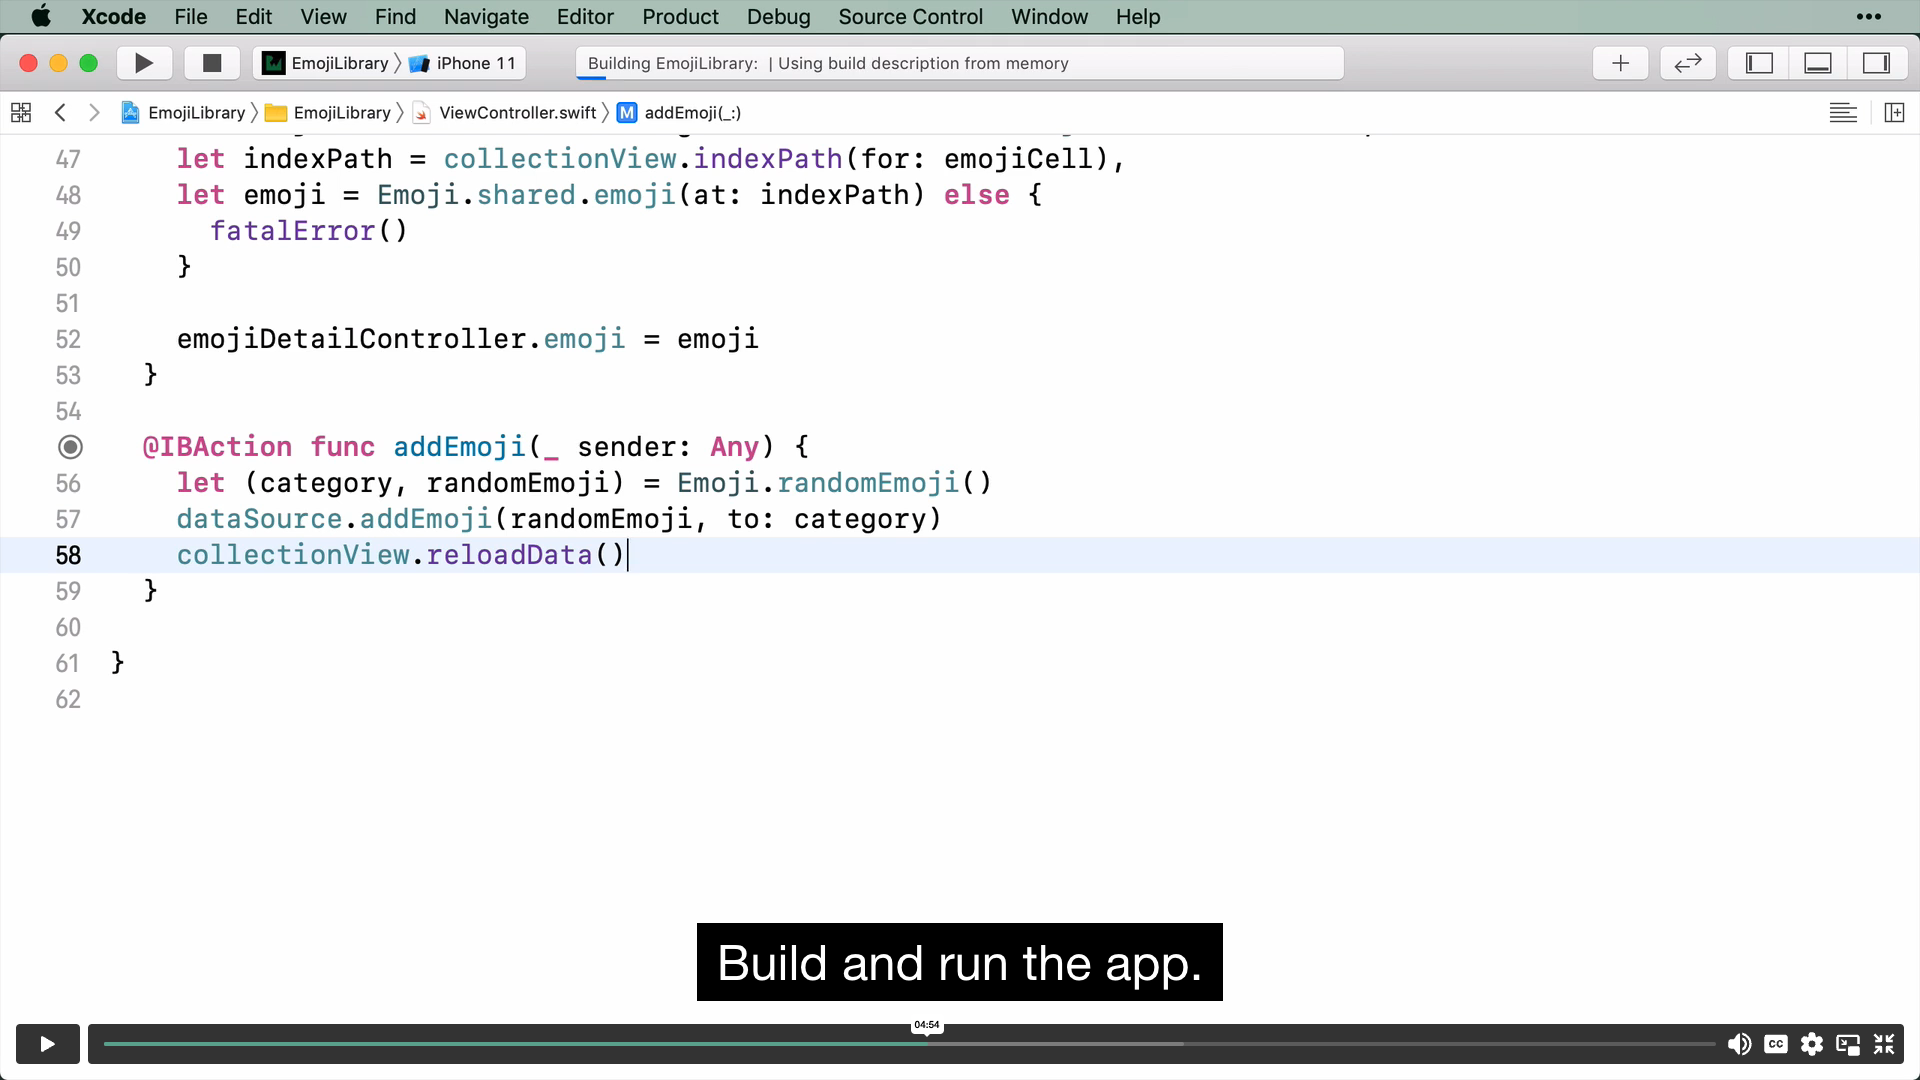 Xcode File Edit View Find Navigate Editor Product Debug Source Control Window Help
EmojiLibrary iPhone 11 Building EmojiLibrary: | Using build description from memory
EmojiLibrary EmojiLibrary ViewController.swift M addEmoji(_:)
47 let indexPath = collectionView.indexPath(for: emojiCell),
48 let emoji = Emoji.shared.emoji(at: indexPath) else {
49 fatalError()
50 }
51
52 emojiDetailController.emoji = emoji
53 }
54
@IBAction func addEmoji(_ sender: Any) {
56 let (category, randomEmoji) = Emoji.randomEmoji()
57 dataSource.addEmoji(randomEmoji, to: category)
58 collectionView.reloadData()
59 }
60
61 }
62
Build and run the app.
04:54
CC